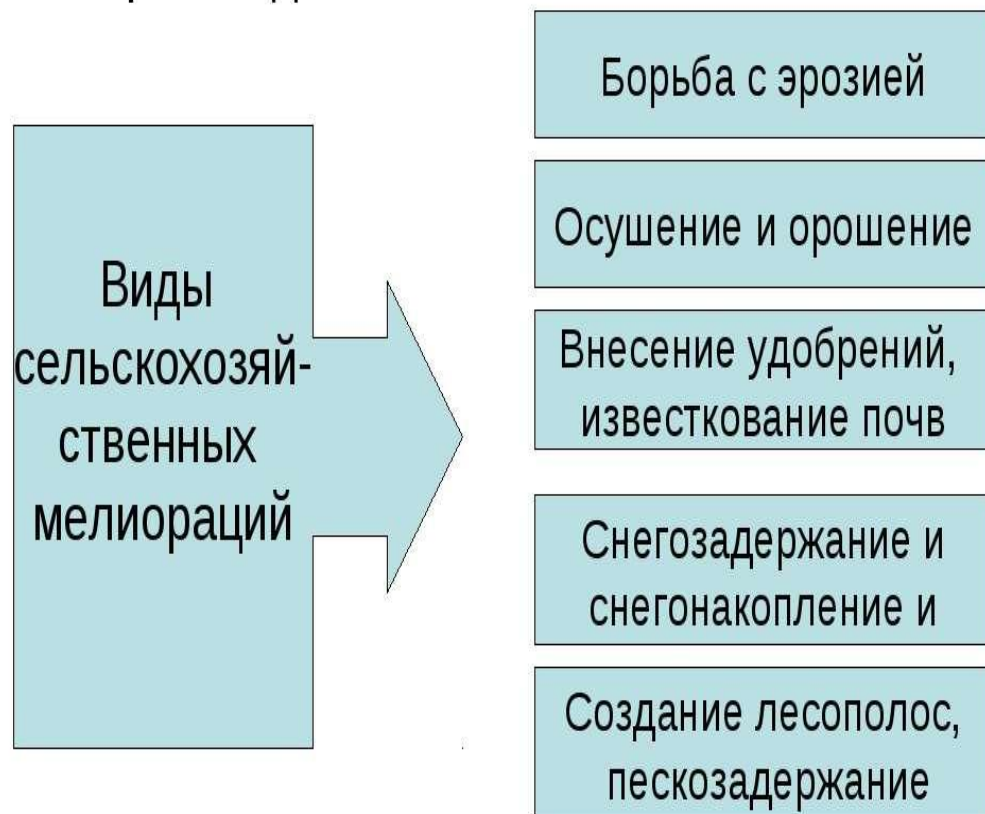 Виды
сельскохозяй-
ственных
мелиораций
Борьба с эрозией
Осушение и орошение
Внесение удобрений,
известкование почв
Снегозадержание и
снегонакопление и
Создание лесополос,
пескозадержание